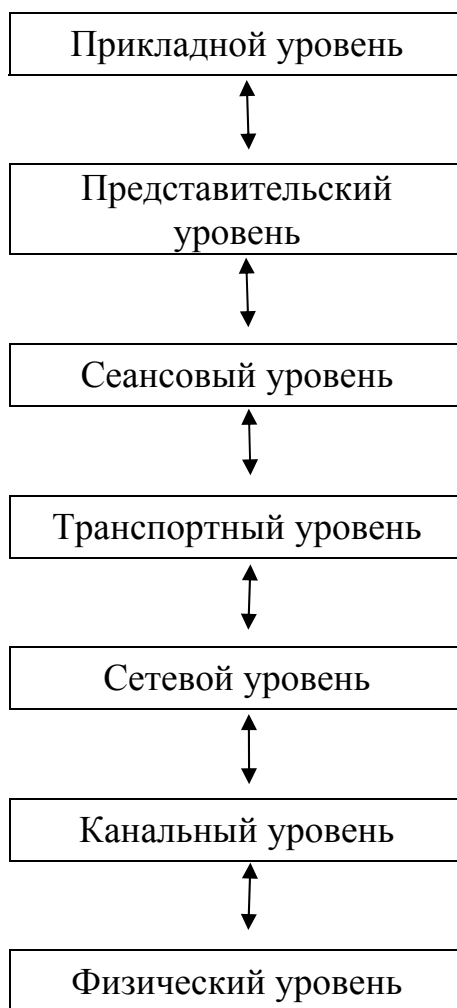 Прикладной уровень
Представительский
уровень
Сеансовый уровень
Транспортный уровень
Сетевой уровень
Канальный уровень
Физический уровень